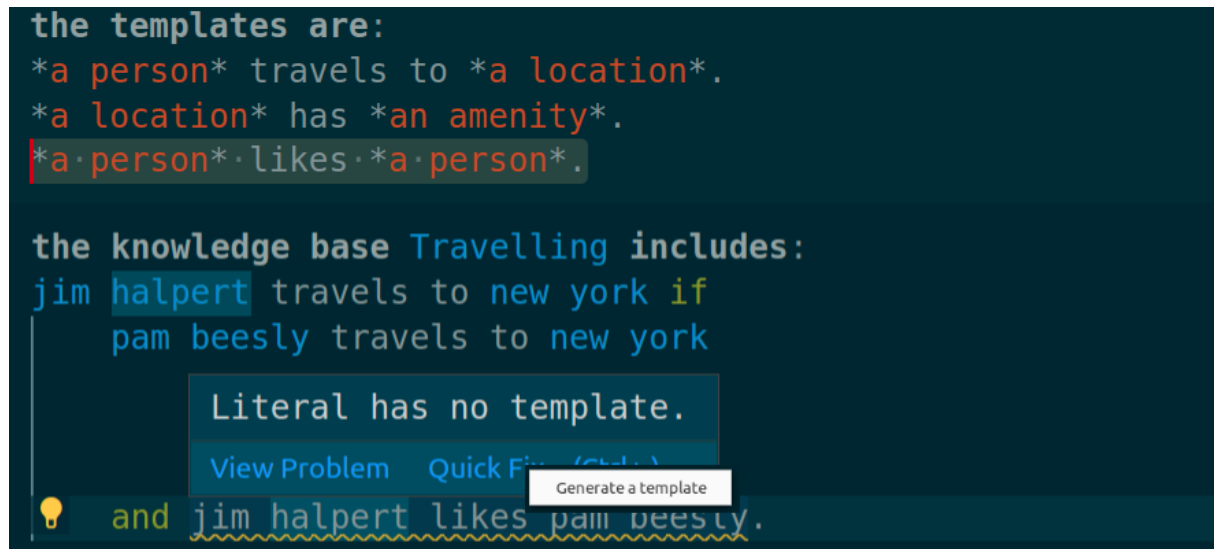 the templates are:
*a person* travels to *a location*.
*a location* has *an amenity*.
*a·person*·likes·*a·person*.
the knowledge base Travelling includes:
jim halpert travels to new york if
pam beesly travels to new york
Literal has no template.
View Problem Quick
Generate a template
and jim halpert likes pam beesly.